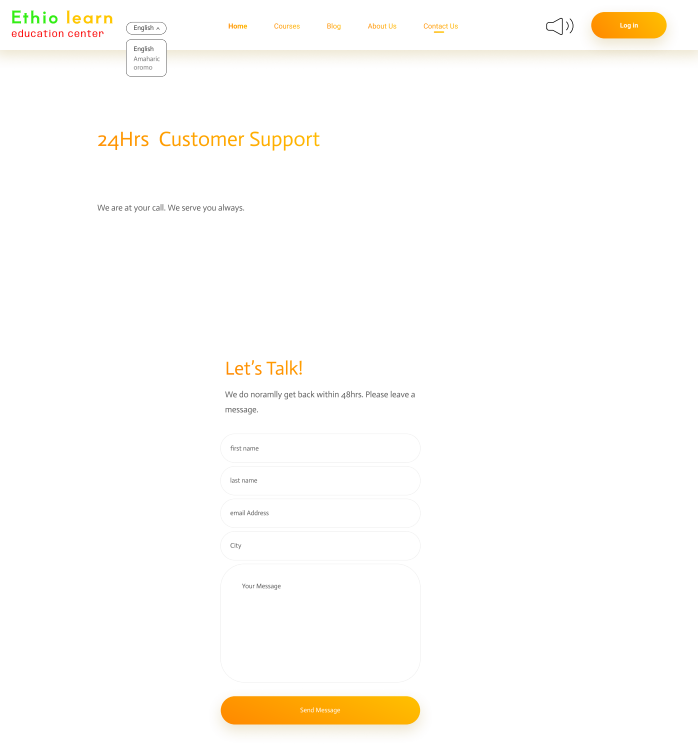 Ethio learn
education center
English
English
Amaharic
oromo
Home Courses Blog About Us Contact Us
Log in
24Hrs Customer Support
We are at your call. We serve you always.
Let's Talk!
We do noramlly get back within 48hrs. Please leave a
message.
first name
last name
email Address
City
Your Message
Send Message